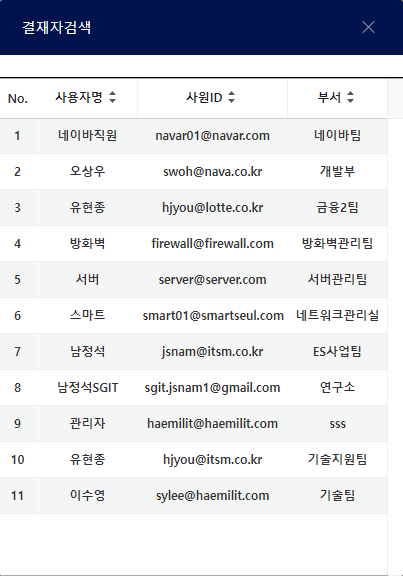 결재자검색
No. 사용자명 사원ID 부서
1 네이바직원 navar01@navar.com 네이바팀
2 오상우 swoh@nava.co.kr 개발부
3 유현종 hjyou@lotte.co.kr 금융2팀
4 방화벽 firewall@firewall.com 방화벽관리팀
5 서버 server@server.com 서버관리팀
6 스마트 smart01@smartseul.com 네트워크관리실
7 남정석 jsnam@itsm.co.kr ES사업팀
8 남정석SGIT sgit.jsnam1@gmail.com 연구소
9 관리자 haemilit@haemilit.com sss
10 유현종 hjyou@itsm.co.kr 기술지원팀
11 이수영 sylee@haemilit.com 기술팀